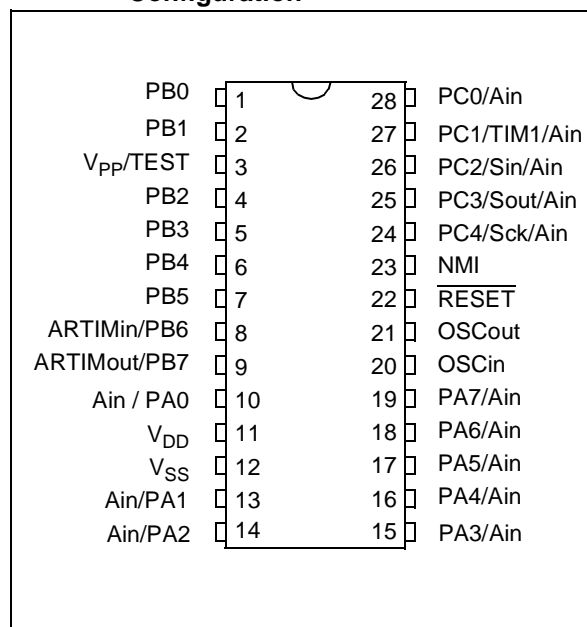 Configuration
PB0 1 28 PC0/Ain
PB1 2 27 PC1/TIM1/Ain
VPP/TEST 3 26 PC2/Sin/Ain
PB2 4 25 PC3/Sout/Ain
PB3 5 24 PC4/Sck/Ain
PB4 6 23 NMI
PB5 7 22 RESET
ARTIMin/PB6 8 21 OSCout
ARTIMout/PB7 9 20 OSCin
Ain / PA0 10 19 PA7/Ain
VDD 11 18 PA6/Ain
VSS 12 17 PA5/Ain
Ain/PA1 13 16 PA4/Ain
Ain/PA2 14 15 PA3/Ain